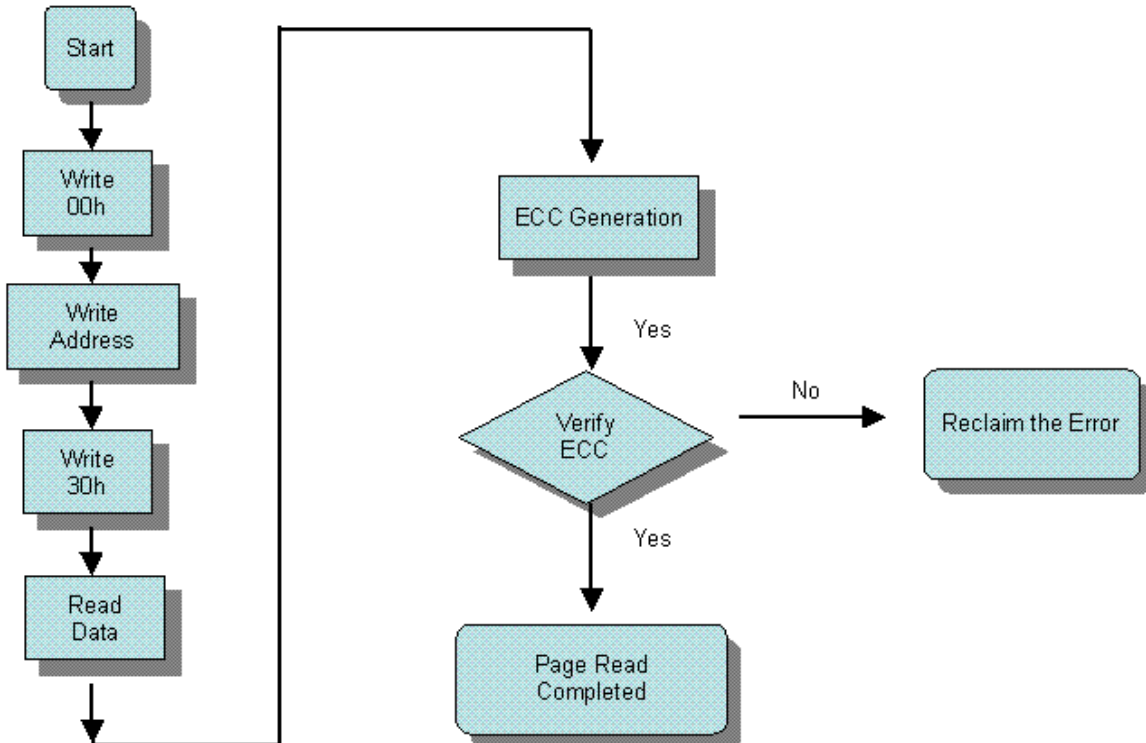 Start
Write
00h
Write
Address
Write
30h
Read
Data
ECC Generation
Yes
Verify
ECC
No
Reclaim the Error
Yes
Page Read
Completed